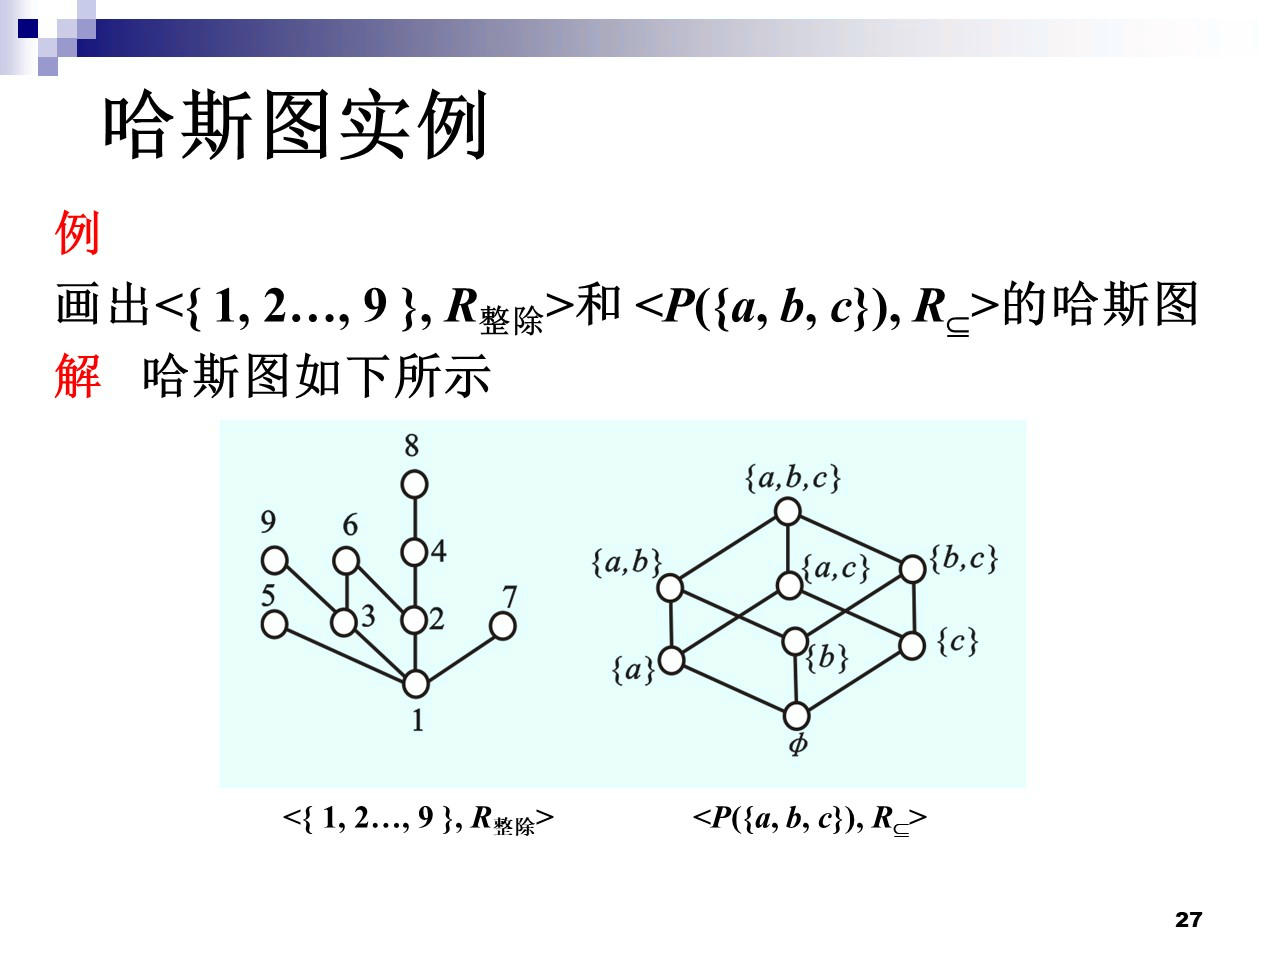 哈斯图实例
例
画出<{ 1, 2…, 9 }, R整除>和 <P({a, b, c}), R⊆>的哈斯图
解 哈斯图如下所示
8
9
6
4
5
3
2
7
1
{a,b,c}
{a,b}
{a,c}
{b,c}
{a}
{b}
{c}
ϕ
<{ 1, 2…, 9 }, R整除>
<P({a, b, c}), R⊆>
27